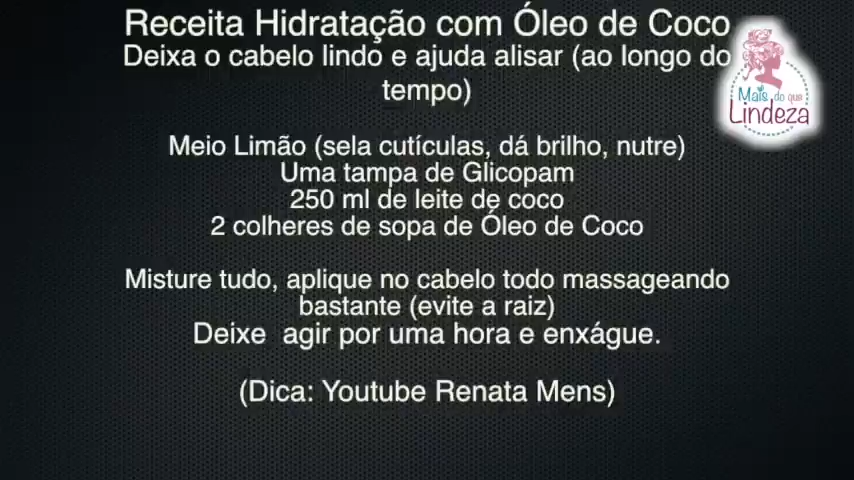 Receita Hidratação com Óleo de Coco
Deixa o cabelo lindo e ajuda alisar (ao longo do
tempo)
Mais do que
Lindeza
Meio Limão (sela cutículas, dá brilho, nutre)
Uma tampa de Glicopam
250 ml de leite de coco
2 colheres de sopa de Óleo de Coco
Misture tudo, aplique no cabelo todo massageando
bastante (evite a raiz)
Deixe  agir por uma hora e enxágue.
(Dica: Youtube Renata Mens)